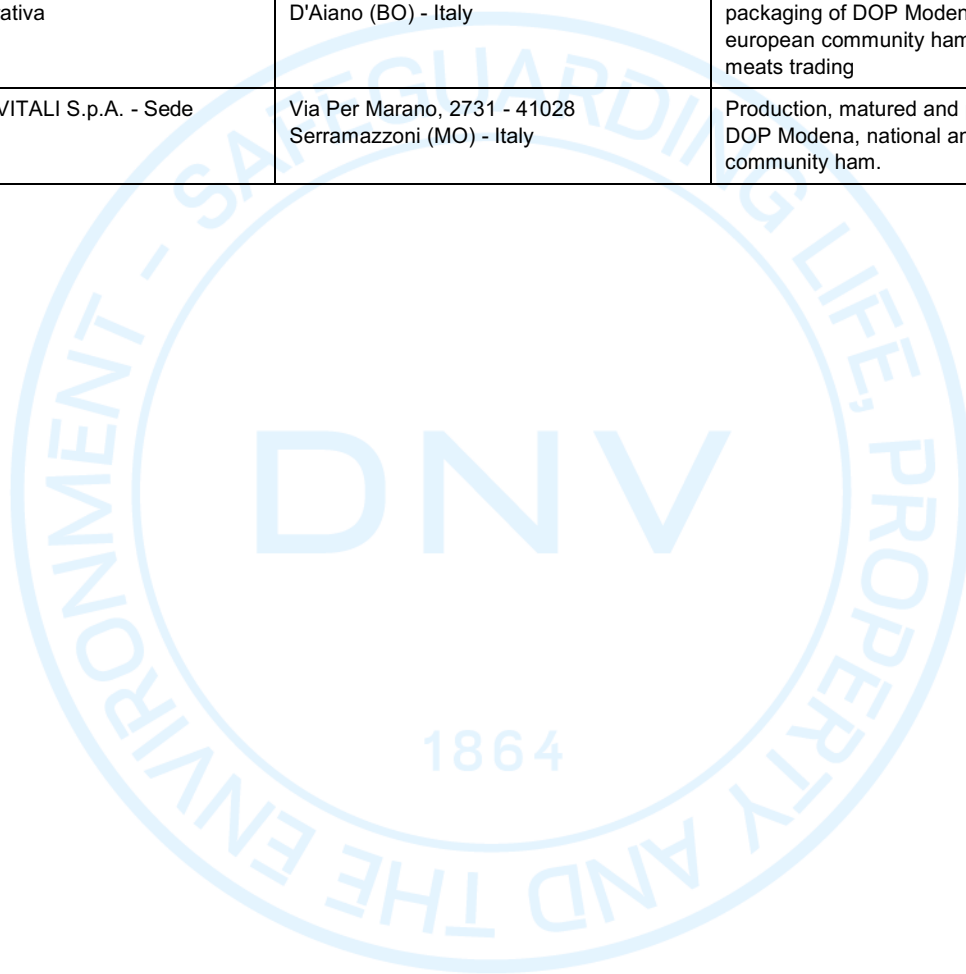 rativa
D'Aiano (BO) - Italy
packaging of DOP Moden
european community ham
meats trading
VITALI S.p.A. - Sede
Via Per Marano, 2731 - 41028
Serramazzoni (MO) - Italy
Production, matured and
DOP Modena, national an
community ham.
SAFEGUARDING LIFE, PROPERTY AND THE ENVIRONMENT -
DNV
1864